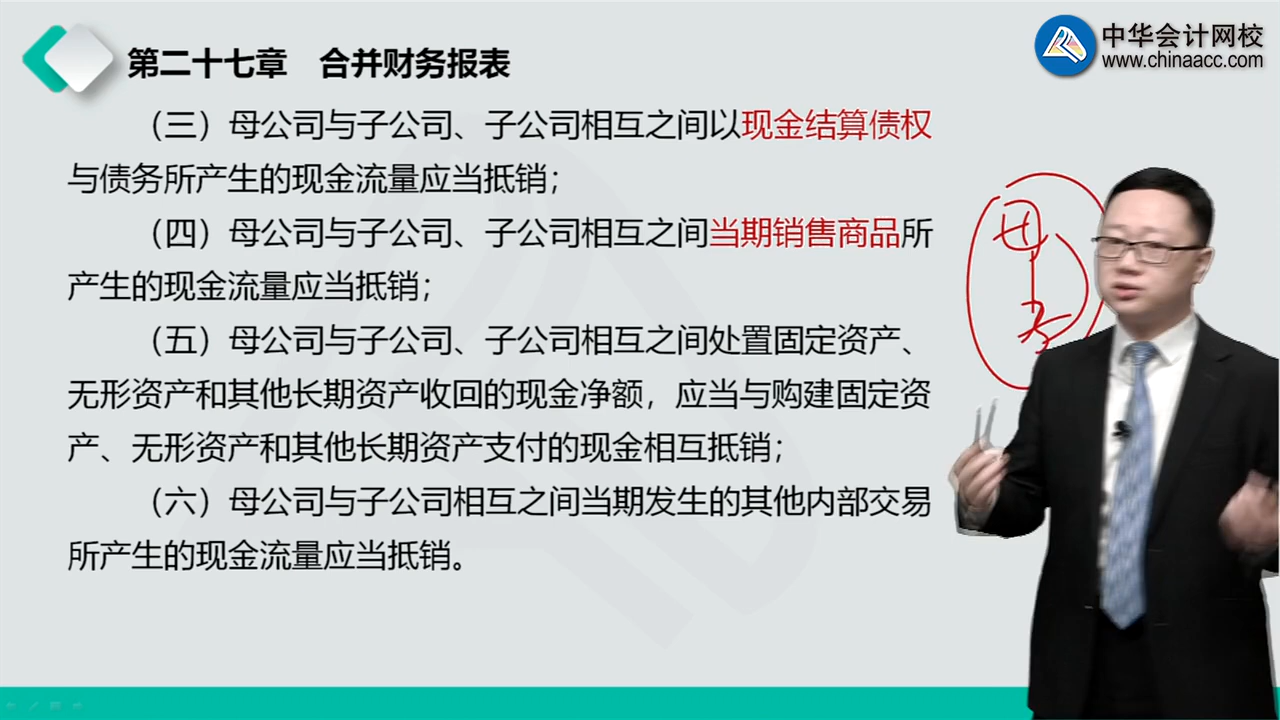 第二十七章 合并财务报表
中华会计网校
www.chinaacc.com
（三）母公司与子公司、子公司相互之间以现金结算债权
与债务所产生的现金流量应当抵销；
（四）母公司与子公司、子公司相互之间当期销售商品所
产生的现金流量应当抵销；
（五）母公司与子公司、子公司相互之间处置固定资产、
无形资产和其他长期资产收回的现金净额，应当与购建固定资
产、无形资产和其他长期资产支付的现金相互抵销；
（六）母公司与子公司相互之间当期发生的其他内部交易
所产生的现金流量应当抵销。
母